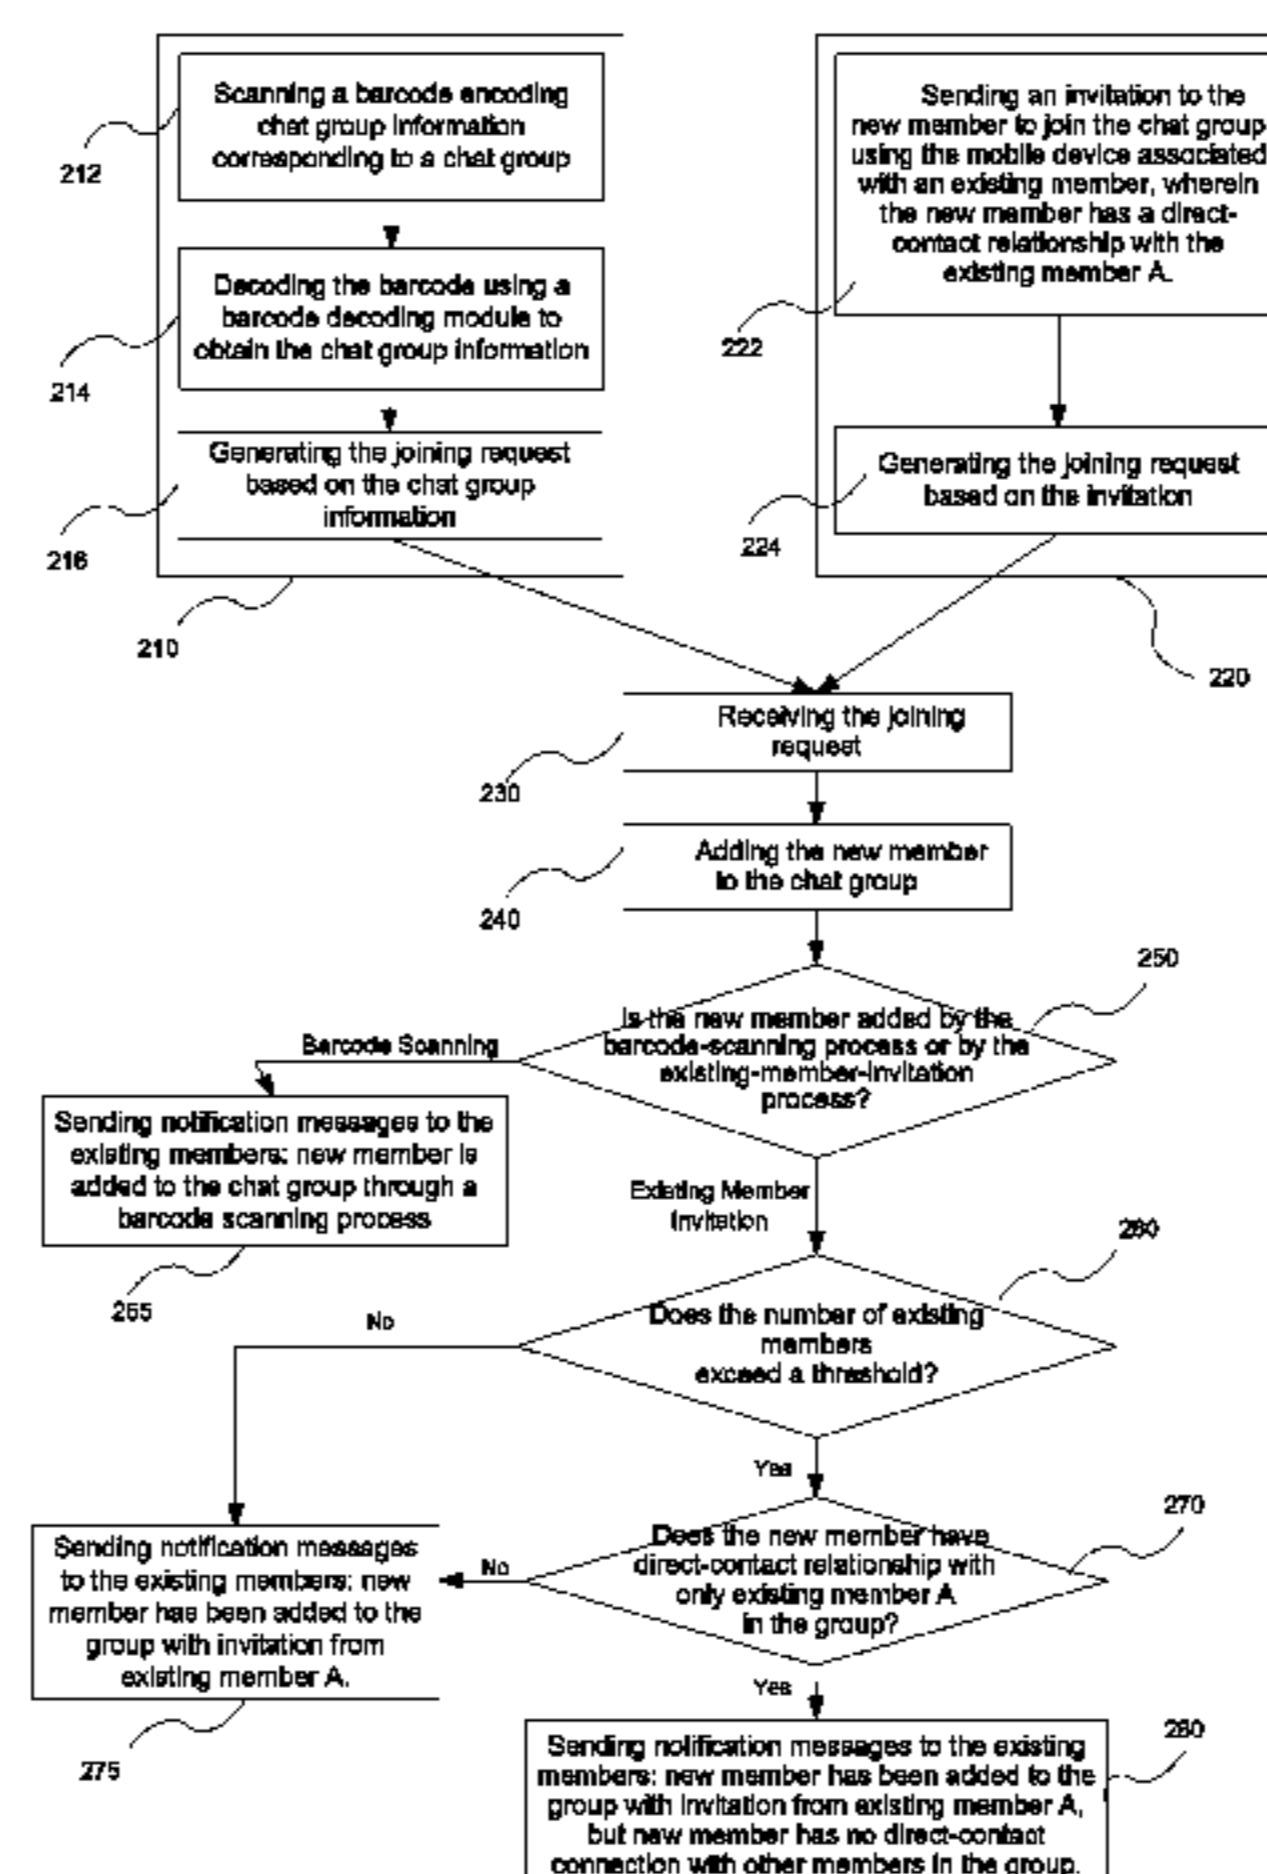 Scanning a barcode encoding
chat group information
corresponding to a chat group
212
Decoding the barcode using a
barcode decoding module to
obtain the chat group information
214
Generating the joining request
based on the chat group
information
216
210
Sending an invitation to the
new member to join the chat group
using the mobile device associated
with an existing member, wherein
the new member has a direct-
contact relationship with the
existing member A.
222
Generating the joining request
based on the invitation
224
220
Receiving the joining
request
230
Adding the new member
to the chat group
240
250
Is the new member added by the
barcode-scanning process or by the
existing-member-invitation
process?
Barcode Scanning
Sending notification messages to the
existing members: new member is
added to the chat group through a
barcode scanning process
265
Existing Member
Invitation
260
Does the number of existing
members
exceed a threshold?
No
Yes
270
Does the new member have
direct-contact relationship with
only existing member A
in the group?
No
Sending notification messages
to the existing members: new
member has been added to the
group with invitation from
existing member A.
275
Yes
280
Sending notification messages to the existing
members: new member has been added to the
group with invitation from existing member A,
but new member has no direct-contact
connection with other members in the group.